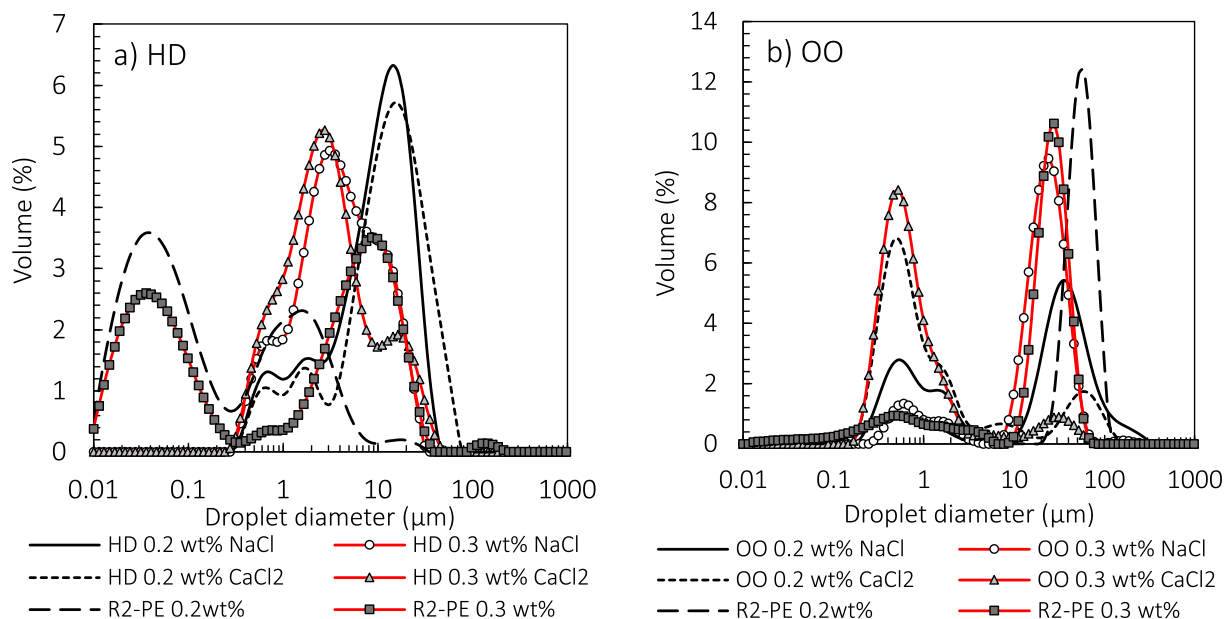 a) HD
Volume (%)
7
6
5
4
3
2
1
0
0.01 0.1 1 10 100 1000
Droplet diameter (μm)
HD 0.2 wt% NaCl
HD 0.3 wt% NaCl
HD 0.2 wt% CaCl2
HD 0.3 wt% CaCl2
R2-PE 0.2wt%
R2-PE 0.3 wt%
b) OO
Volume (%)
14
12
10
8
6
4
2
0
0.01 0.1 1 10 100 1000
Droplet diameter (μm)
OO 0.2 wt% NaCl
OO 0.3 wt% NaCl
OO 0.2 wt% CaCl2
OO 0.3 wt% CaCl2
R2-PE 0.2wt%
R2-PE 0.3 wt%